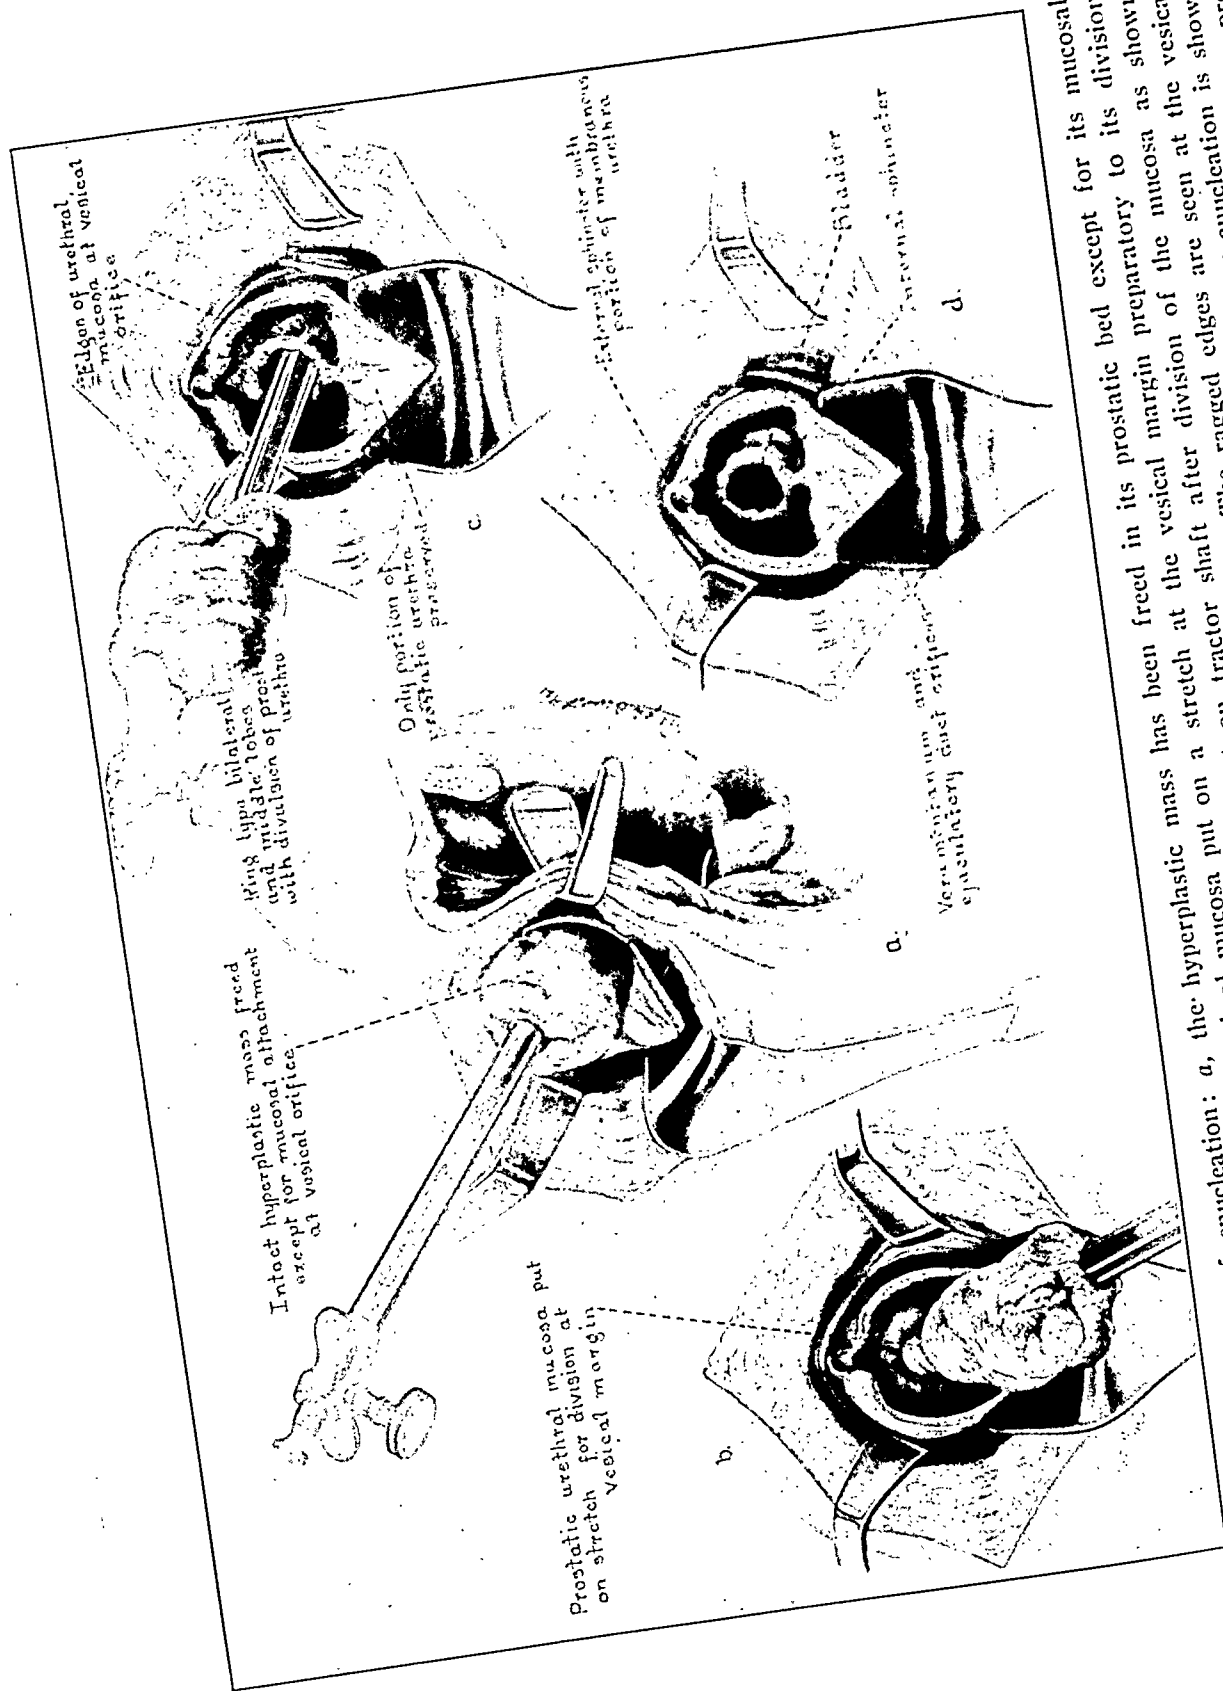 Intact hyperplastic mass freed
except for mucosal attachment
at vesical orifice
Ring type bilateral
and middle lobes
with divulsion of
urethra
Edges of urethral
mucosa at vesical
orifice
Prostatic urethral mucosa put
on stretch for division at
vesical margin
Only portion of
prostatic urethra
preserved
External sphincter with
portion of membranous
urethra
Bladder
Internal sphincter
Verumontanum and
ejaculatory duct orifices
a.
b.
c.
d.
enucleation: a, the hyperplastic mass has been freed in its prostatic bed except for its mucosal
mucosa put on a stretch at the vesical margin preparatory to its division
on tractor shaft after division of the mucosa as shown
ragged edges are seen at the vesical
enucleation is shown